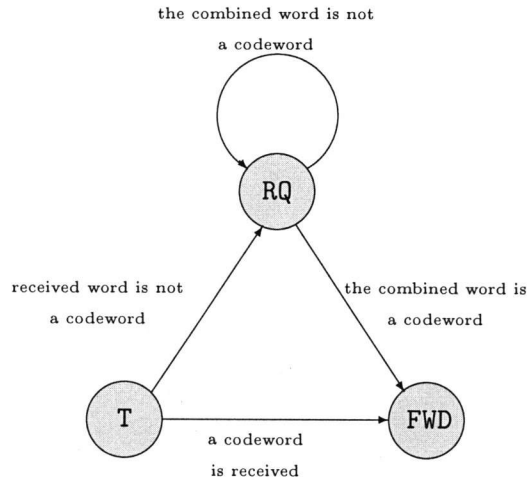 the combined word is not
a codeword
RQ
received word is not
a codeword
the combined word is
a codeword
T
FWD
a codeword
is received